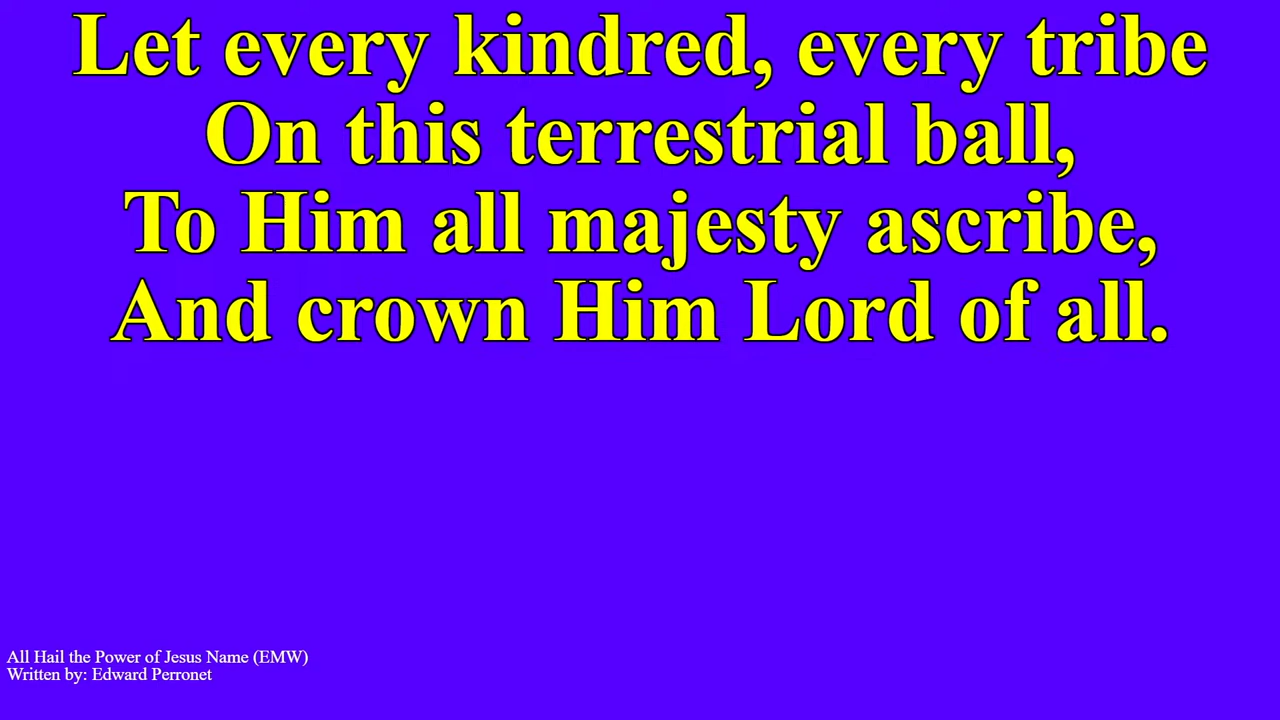 Let every kindred, every tribe
On this terrestrial ball,
To Him all majesty ascribe,
And crown Him Lord of all.
All Hail the Power of Jesus Name (EMW)
Written by: Edward Perronet